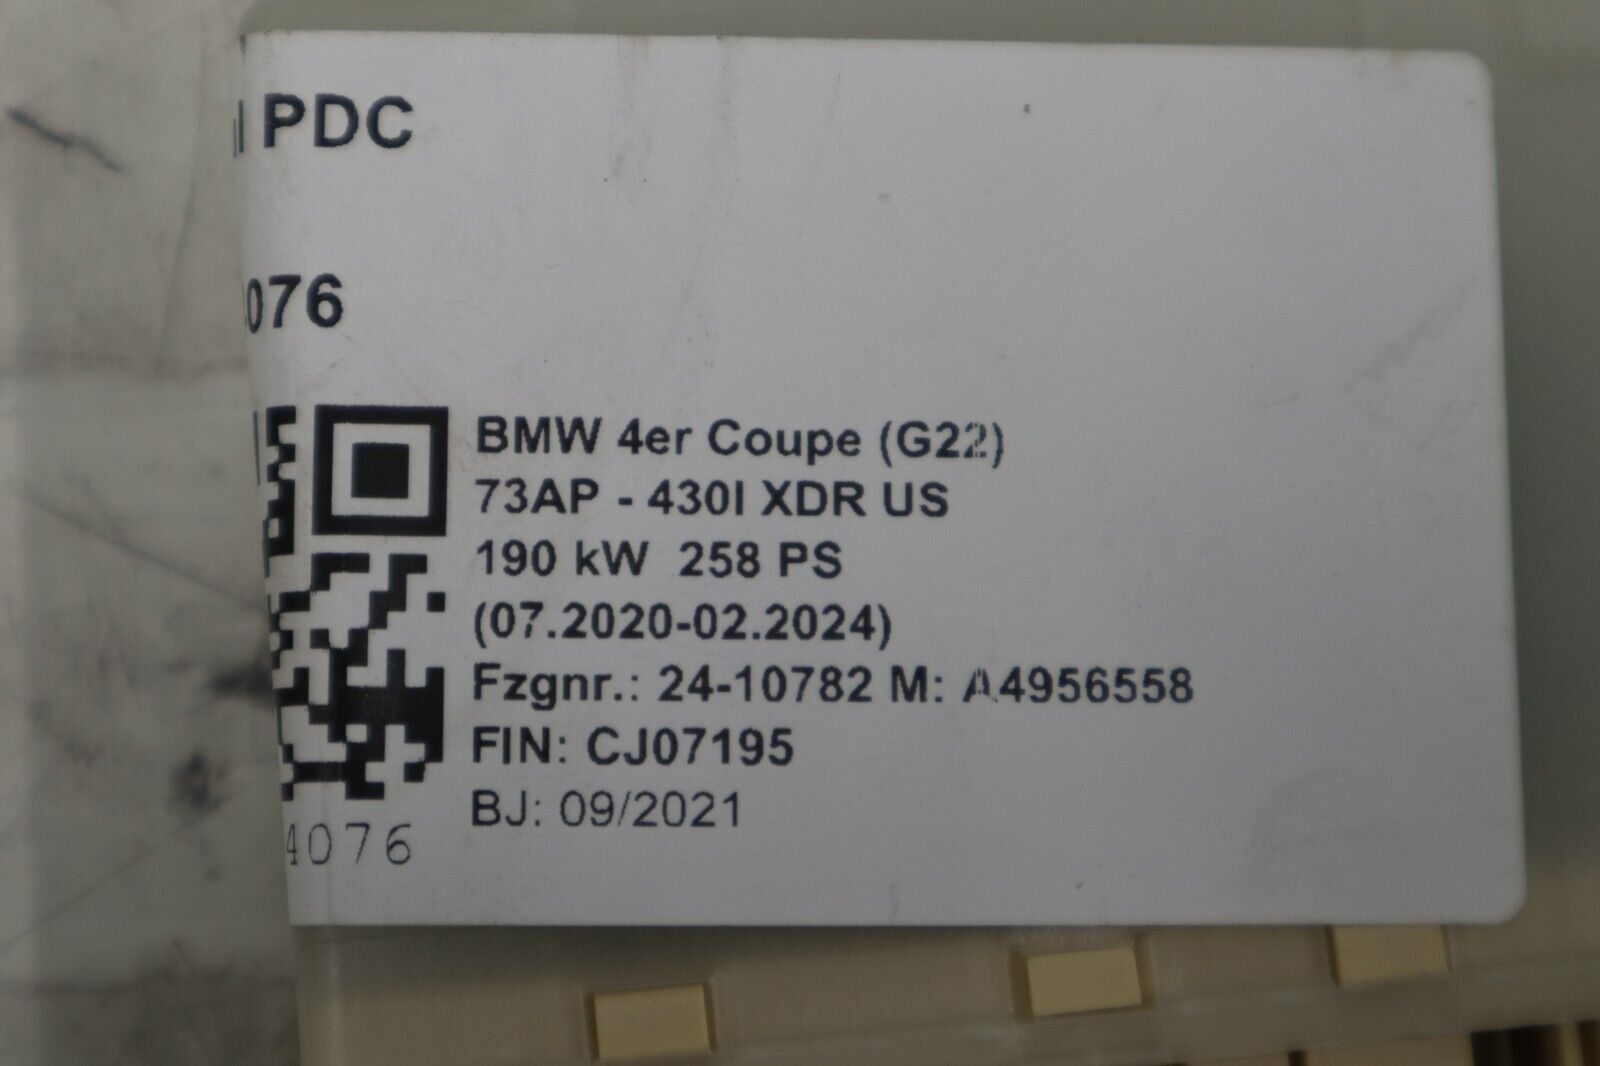 PDC
076
BMW 4er Coupe (G22)
73AP - 430I XDR US
190 kW 258 PS
(07.2020-02.2024)
Fzgnr.: 24-10782 M: A4956558
FIN: CJ07195
BJ: 09/2021
4076